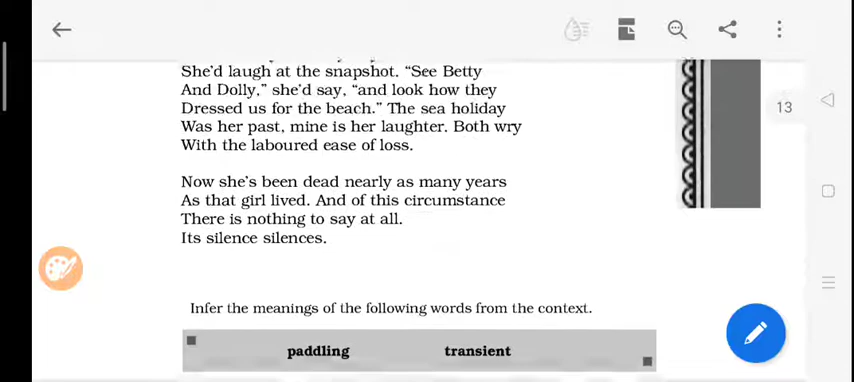 She'd laugh at the snapshot. “See Betty
And Dolly,” she'd say, “and look how they
Dressed us for the beach.” The sea holiday
Was her past, mine is her laughter. Both wry
With the laboured ease of loss.
Now she's been dead nearly as many years
As that girl lived. And of this circumstance
There is nothing to say at all.
Its silence silences.
Infer the meanings of the following words from the context.
paddling transient
13